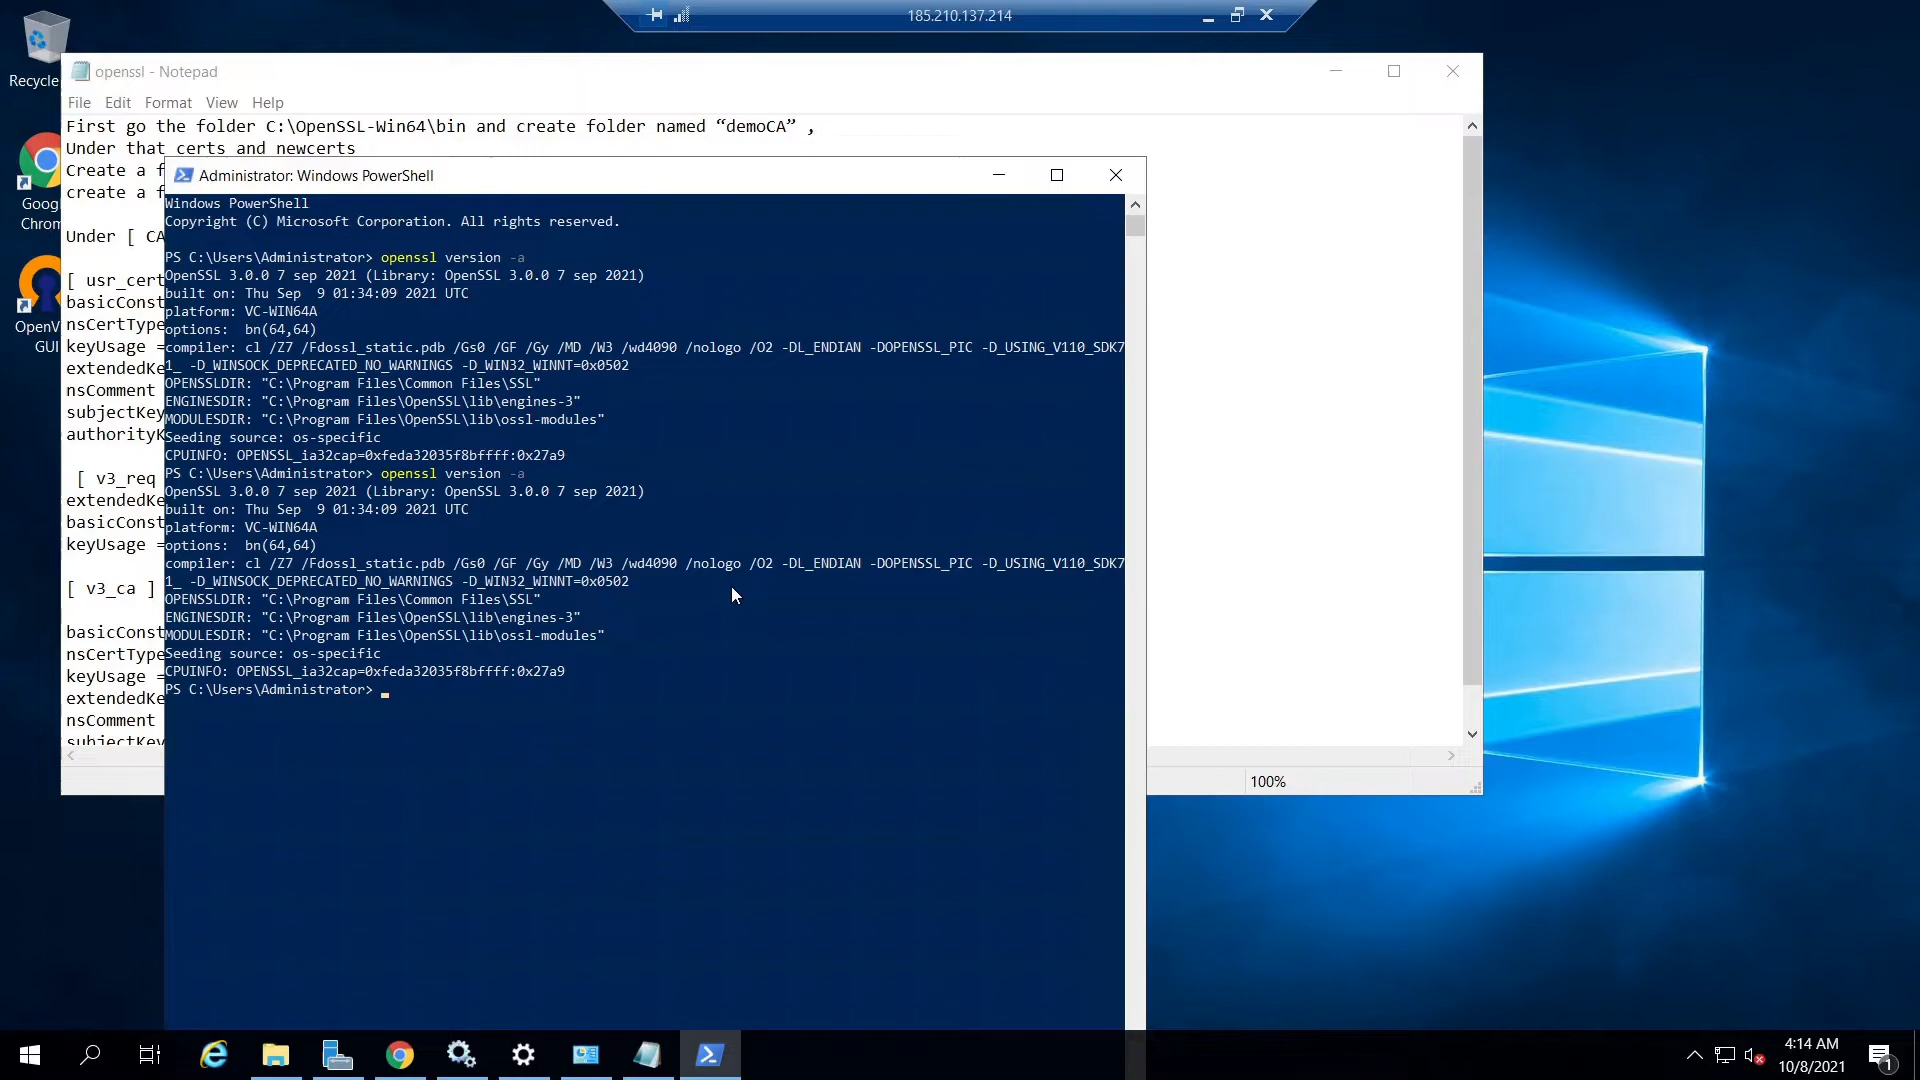 185.210.137.214
Recycle
Goog
Chrom
OpenV
GUI
openssl - Notepad
File Edit Format View Help
First go the folder C:\OpenSSL-Win64\bin and create folder named “demoCA” ,
Under that certs and newcerts
Create a f
create a f
Under [ CA
[ usr_cert
basicConst
nsCertType
keyUsage =
extendedKe
nsComment
subjectKey
authorityK
[ v3_req
extendedKe
basicConst
keyUsage =
[ v3_ca ]
basicConst
nsCertType
keyUsage =
extendedKe
nsComment
subjectKey
100%
Administrator: Windows PowerShell
Windows PowerShell
Copyright (C) Microsoft Corporation. All rights reserved.
PS C:\Users\Administrator> openssl version -a
OpenSSL 3.0.0 7 sep 2021 (Library: OpenSSL 3.0.0 7 sep 2021)
built on: Thu Sep  9 01:34:09 2021 UTC
platform: VC-WIN64A
options:  bn(64,64)
compiler: cl /Z7 /Fdossl_static.pdb /Gs0 /GF /Gy /MD /W3 /wd4090 /nologo /O2 -DL_ENDIAN -DOPENSSL_PIC -D_USING_V110_SDK7
1_ -D_WINSOCK_DEPRECATED_NO_WARNINGS -D_WIN32_WINNT=0x0502
OPENSSLDIR: "C:\Program Files\Common Files\SSL"
ENGINESDIR: "C:\Program Files\OpenSSL\lib\engines-3"
MODULESDIR: "C:\Program Files\OpenSSL\lib\ossl-modules"
Seeding source: os-specific
CPUINFO: OPENSSL_ia32cap=0xfeda32035f8bffff:0x27a9
PS C:\Users\Administrator> openssl version -a
OpenSSL 3.0.0 7 sep 2021 (Library: OpenSSL 3.0.0 7 sep 2021)
built on: Thu Sep  9 01:34:09 2021 UTC
platform: VC-WIN64A
options:  bn(64,64)
compiler: cl /Z7 /Fdossl_static.pdb /Gs0 /GF /Gy /MD /W3 /wd4090 /nologo /O2 -DL_ENDIAN -DOPENSSL_PIC -D_USING_V110_SDK7
1_ -D_WINSOCK_DEPRECATED_NO_WARNINGS -D_WIN32_WINNT=0x0502
OPENSSLDIR: "C:\Program Files\Common Files\SSL"
ENGINESDIR: "C:\Program Files\OpenSSL\lib\engines-3"
MODULESDIR: "C:\Program Files\OpenSSL\lib\ossl-modules"
Seeding source: os-specific
CPUINFO: OPENSSL_ia32cap=0xfeda32035f8bffff:0x27a9
PS C:\Users\Administrator>
4:14 AM
10/8/2021
1